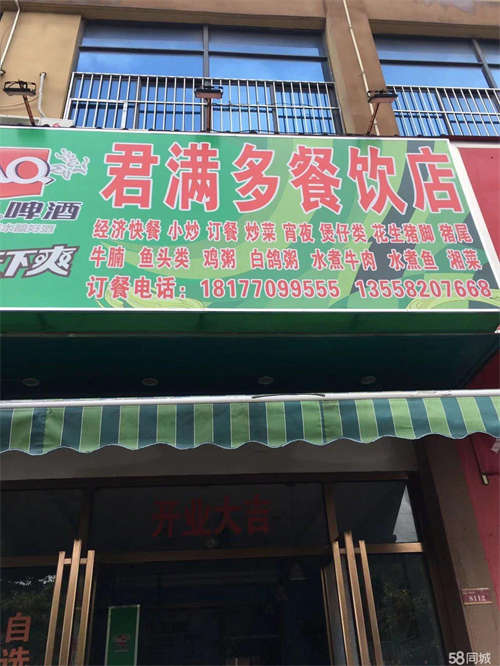 君满多餐饮店
啤酒
经济快餐 小炒 订餐 炒菜 宵夜 煲仔类 花生猪脚 猪尾
牛腩 鱼头类 鸡粥 白鸽粥 水煮牛肉 水煮鱼 湘菜
下爽
订餐电话：18177099555 13558207668
开业大吉
自选
8112
58同城